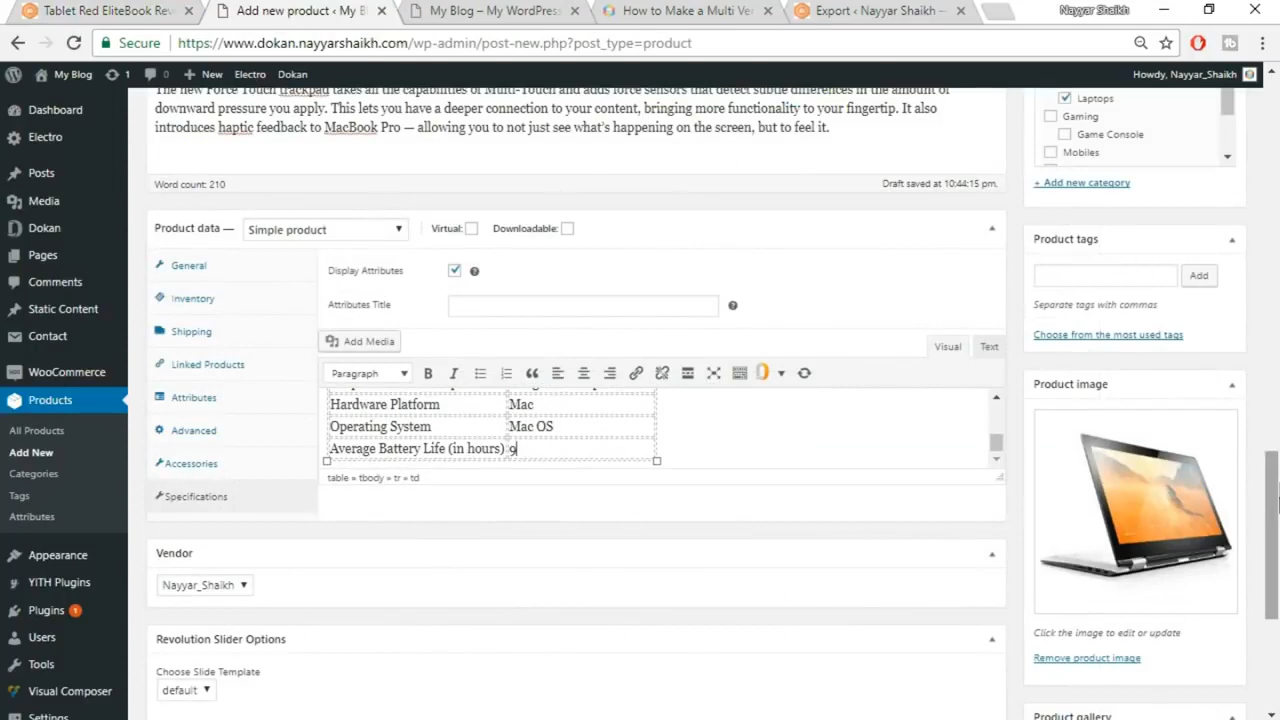 Tablet Red EliteBook Rev
Add new product ‹ My B
My Blog – My WordPress
How to Make a Multi Ver
Export ‹ Nayyar Shaikh —
Nayyar Shaikh
Secure
https://www.dokan.nayyarshaikh.com/wp-admin/post-new.php?post_type=product
My Blog
1
0
+ New
Electro
Dokan
Howdy, Nayyar_Shaikh
Dashboard
Electro
Posts
Media
Dokan
Pages
Comments
Static Content
Contact
WooCommerce
Products
All Products
Add New
Categories
Tags
Attributes
Appearance
YITH Plugins
Plugins 1
Users
Tools
Visual Composer
Settings
The new Force Touch trackpad takes all the capabilities of Multi-Touch and adds force sensors that detect subtle differences in the amount of
downward pressure you apply. This lets you have a deeper connection to your content, bringing more functionality to your fingertip. It also
introduces haptic feedback to MacBook Pro — allowing you to not just see what's happening on the screen, but to feel it.
Word count: 210
Draft saved at 10:44:15 pm.
Product data —
Simple product
Virtual:
Downloadable:
General
Inventory
Shipping
Linked Products
Attributes
Advanced
Accessories
Specifications
Display Attributes
Attributes Title
Add Media
Visual
Text
Paragraph
Hardware Platform Mac
Operating System Mac OS
Average Battery Life (in hours) 9
table » tbody » tr » td
Vendor
Nayyar_Shaikh
Revolution Slider Options
Choose Slide Template
default
Laptops
Gaming
Game Console
Mobiles
+ Add new category
Product tags
Add
Separate tags with commas
Choose from the most used tags
Product image
Click the image to edit or update
Remove product image
Product gallery